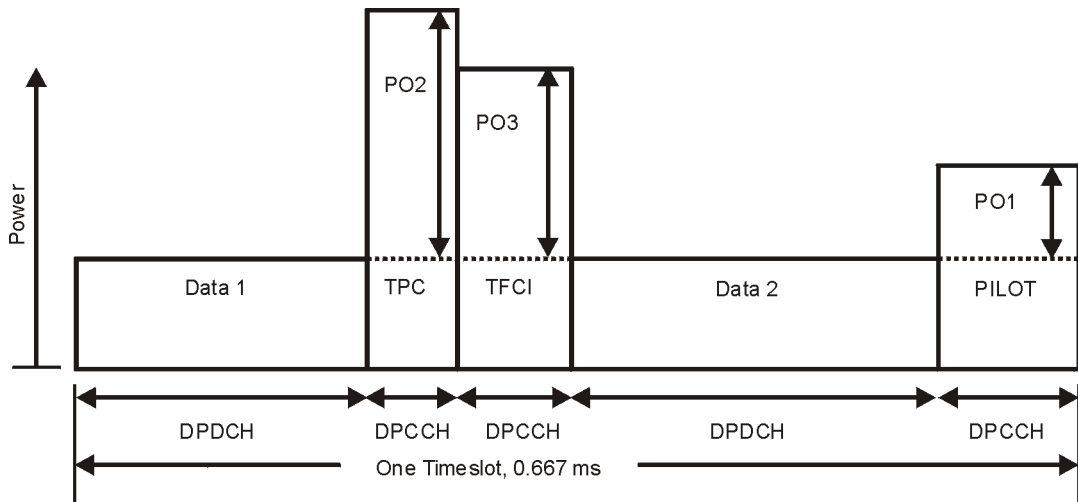 PO2
PO3
PO1
Power
Data 1
TPC
TFCI
Data 2
PILOT
DPDCH
DPCCH
DPCCH
DPDCH
DPCCH
One Timeslot, 0.667 ms